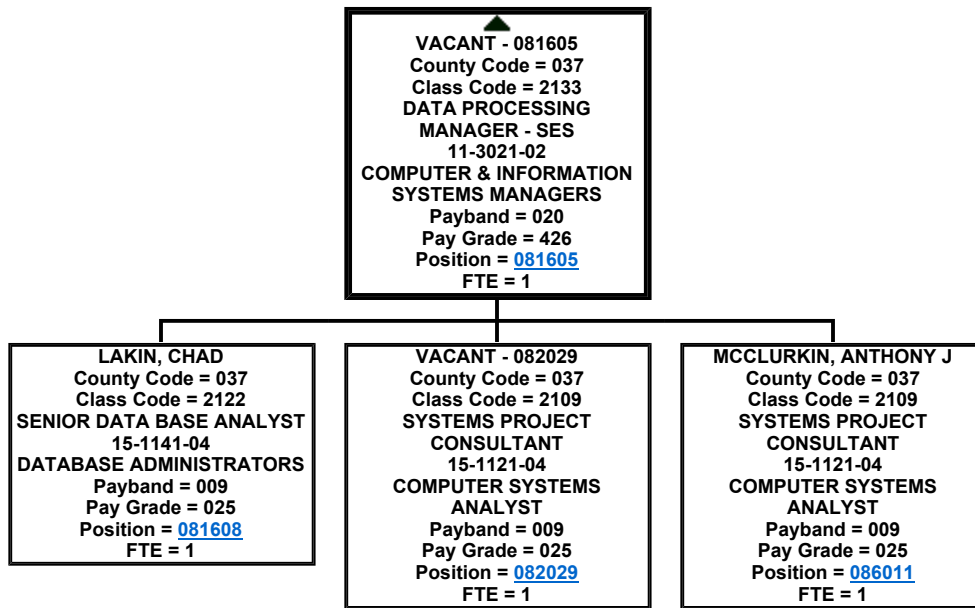 VACANT - 081605
County Code = 037
Class Code = 2133
DATA PROCESSING
MANAGER - SES
11-3021-02
COMPUTER & INFORMATION
SYSTEMS MANAGERS
Payband = 020
Pay Grade = 426
Position = 081605
FTE = 1
LAKIN, CHAD
County Code = 037
Class Code = 2122
SENIOR DATA BASE ANALYST
15-1141-04
DATABASE ADMINISTRATORS
Payband = 009
Pay Grade = 025
Position = 081608
FTE = 1
VACANT - 082029
County Code = 037
Class Code = 2109
SYSTEMS PROJECT
CONSULTANT
15-1121-04
COMPUTER SYSTEMS
ANALYST
Payband = 009
Pay Grade = 025
Position = 082029
FTE = 1
MCCLURKIN, ANTHONY J
County Code = 037
Class Code = 2109
SYSTEMS PROJECT
CONSULTANT
15-1121-04
COMPUTER SYSTEMS
ANALYST
Payband = 009
Pay Grade = 025
Position = 086011
FTE = 1